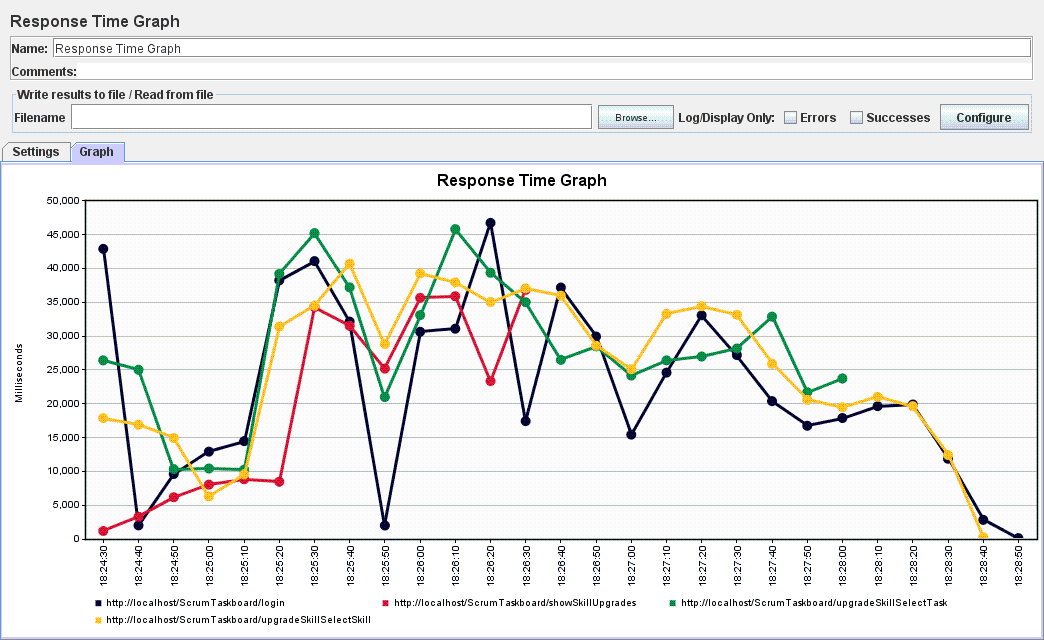 Response Time Graph
Name: Response Time Graph
Comments:
Write results to file / Read from file
Filename Browse... Log/Display Only: Errors Successes Configure
Settings Graph
Response Time Graph
Milliseconds
50,000
45,000
40,000
35,000
30,000
25,000
20,000
15,000
10,000
5,000
0
18:24:30 18:24:40 18:24:50 18:25:00 18:25:10 18:25:20 18:25:30 18:25:40 18:25:50 18:26:00 18:26:10 18:26:20 18:26:30 18:26:40 18:26:50 18:27:00 18:27:10 18:27:20 18:27:30 18:27:40 18:27:50 18:28:00 18:28:10 18:28:20 18:28:30 18:28:40 18:28:50
http://localhost/ScrumTaskboard/login http://localhost/ScrumTaskboard/showSkillUpgrades http://localhost/ScrumTaskboard/upgradeSkillSelectTask
http://localhost/ScrumTaskboard/upgradeSkillSelectSkill